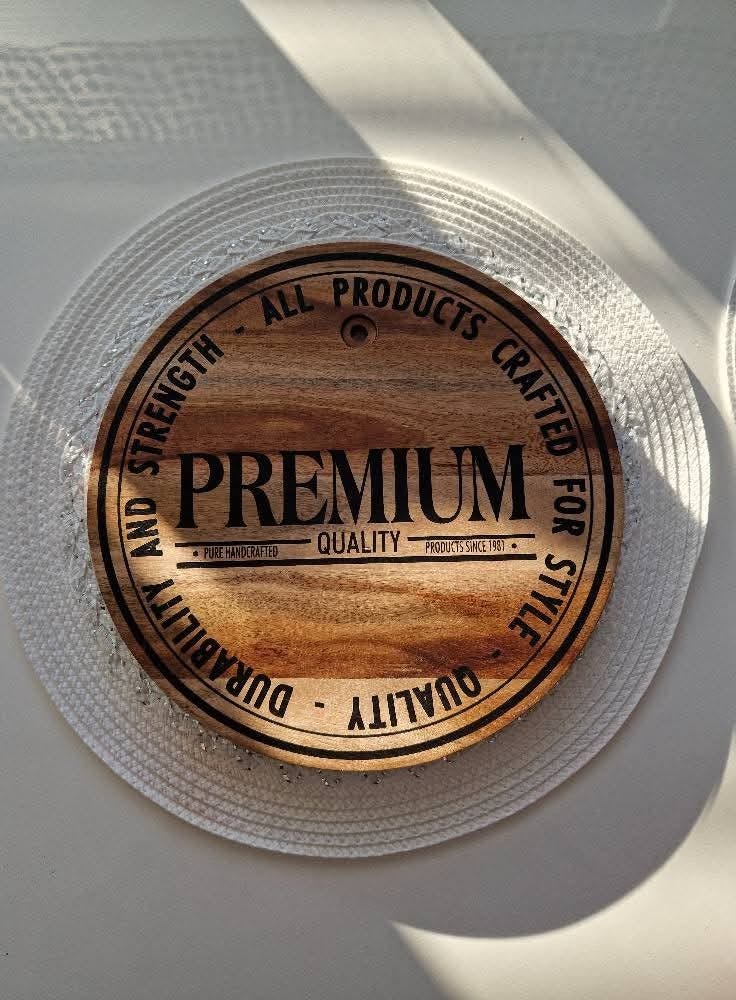 ALL PRODUCTS CRAFTED FOR STYLE - QUALITY - DURABILITY AND STRENGTH -
PREMIUM
QUALITY
• PURE HANDCRAFTED
PRODUCTS SINCE 1981 •